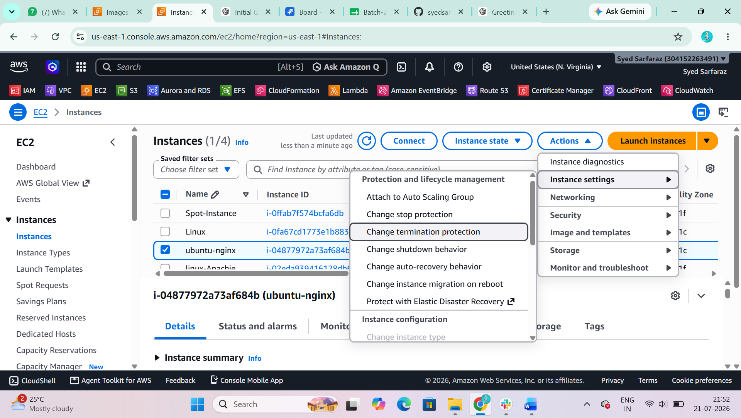 (7) Wha
Images
Instanc
Initial U
Board -
Batch-2
syedsar
Greetin
Ask Gemini
us-east-1.console.aws.amazon.com/ec2/home?region=us-east-1#Instances:
aws
Search [Alt+S] Ask Amazon Q
United States (N. Virginia)
Syed Sarfaraz (304152263491)
Syed Sarfaraz
IAM VPC EC2 S3 Aurora and RDS EFS CloudFormation Lambda Amazon EventBridge Route 53 Certificate Manager CloudFront CloudWatch
EC2 > Instances
EC2
Dashboard
AWS Global View
Events
Instances
Instances
Instance Types
Launch Templates
Spot Requests
Savings Plans
Reserved Instances
Dedicated Hosts
Capacity Reservations
Capacity Manager New
Instances (1/4) Info
Last updated
less than a minute ago
Connect
Instance state
Actions
Launch instances
Saved filter sets
Choose filter set
Find Instance by attribute or tag (case-sensitive)
Name
Instance ID
lity Zone
Spot-Instance i-0ffab7f574bcfa6db 1f
Linux i-0fa67cd1773e1b883 1c
ubuntu-nginx i-04877972a73af684b 1c
Linux-Apache 1f
Instance diagnostics
Instance settings
Networking
Security
Image and templates
Storage
Monitor and troubleshoot
Protection and lifecycle management
Attach to Auto Scaling Group
Change stop protection
Change termination protection
Change shutdown behavior
Change auto-recovery behavior
Change instance migration on reboot
Protect with Elastic Disaster Recovery
Instance configuration
Change instance type
i-04877972a73af684b (ubuntu-nginx)
Details
Status and alarms
Monito
orage
Tags
Instance summary Info
CloudShell
Agent Toolkit for AWS
Feedback
Console Mobile App
© 2026, Amazon Web Services, Inc. or its affiliates.
Privacy
Terms
Cookie preferences
2
25°C
Mostly cloudy
Search
ENG
IN
21:52
21-07-2026